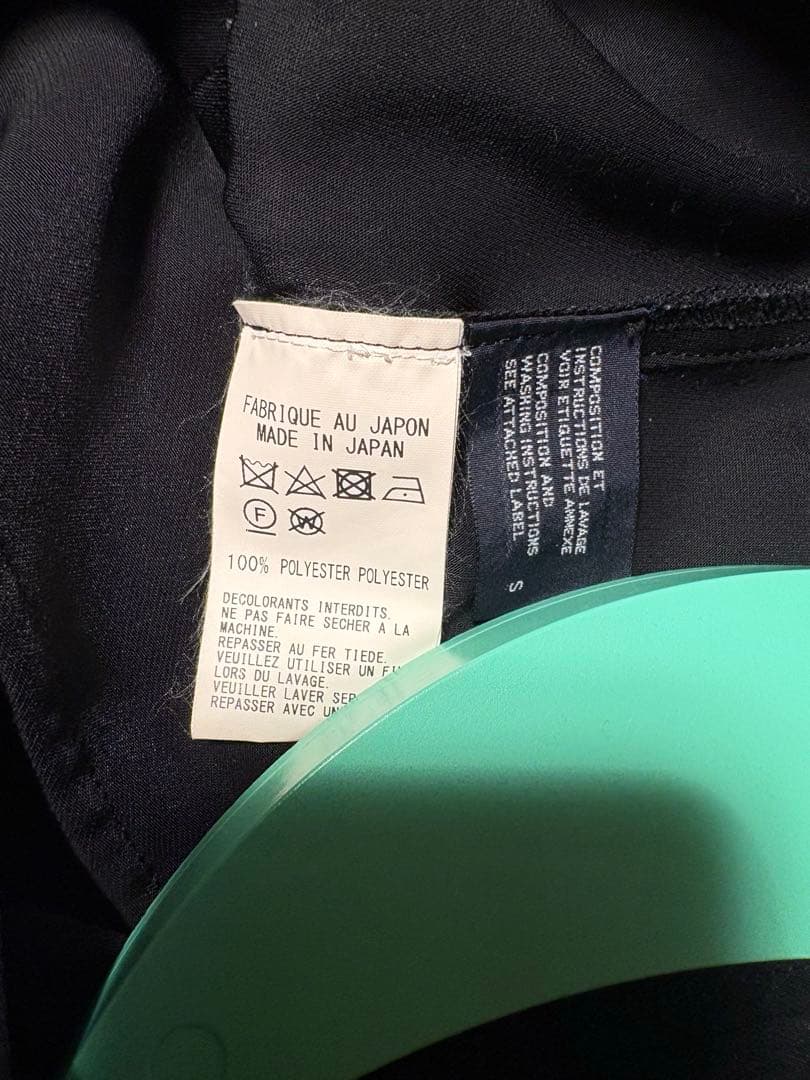 FABRIQUE AU JAPON
MADE IN JAPAN
F
W
100% POLYESTER POLYESTER
DECOLORANTS INTERDITS.
NE PAS FAIRE SECHER A LA
MACHINE.
REPASSER AU FER TIEDE.
VEUILLEZ UTILISER UN
LORS DU LAVAGE.
VEUILLER LAVER
REPASSER AVEC UN
COMPOSITION ET
INSTRUCTIONS DE LAVAGE
VOIR ETIQUETTE ANNEXE
COMPOSITION AND
WASHING INSTRUCTIONS
SEE ATTACHED LABEL
S